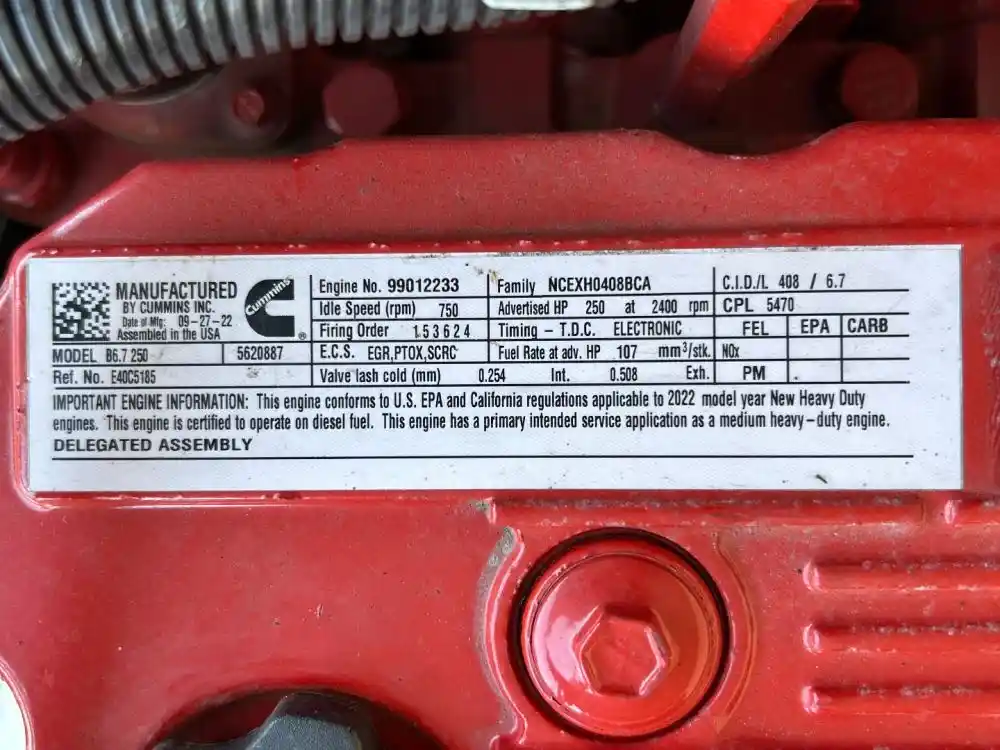 MANUFACTURED
BY CUMMINS INC.
Date of Mfg: 09-27-22
Assembled in the USA
Cummins ®
MODEL B6.7 250 5620887
Ref. No. E40C5185
Engine No. 99012233
Idle Speed (rpm) 750
Firing Order 1 5 3 6 2 4
E.C.S. EGR,PTOX,SCRC
Family NCEXH0408BCA
Advertised HP 250 at 2400 rpm
Timing – T.D.C. ELECTRONIC
Fuel Rate at adv. HP 107 mm³/stk.
Valve lash cold (mm) 0.254 Int. 0.508 Exh.
C.I.D./L 408 / 6.7
CPL 5470
FEL EPA CARB
NOx
PM
IMPORTANT ENGINE INFORMATION: This engine conforms to U.S. EPA and California regulations applicable to 2022 model year New Heavy Duty
engines. This engine is certified to operate on diesel fuel. This engine has a primary intended service application as a medium heavy–duty engine.
DELEGATED ASSEMBLY